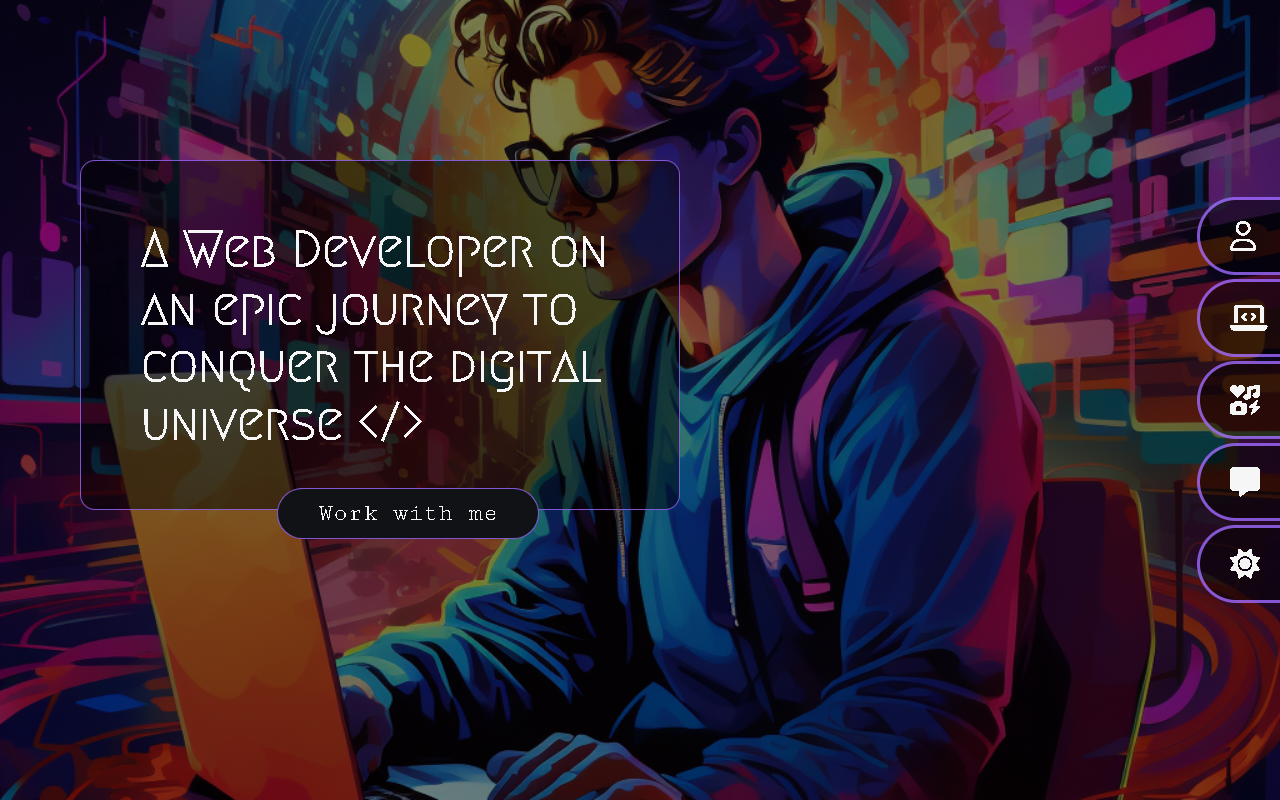 A Web Developer on
an epic journey to
conquer the digital
universe </>
Work with me